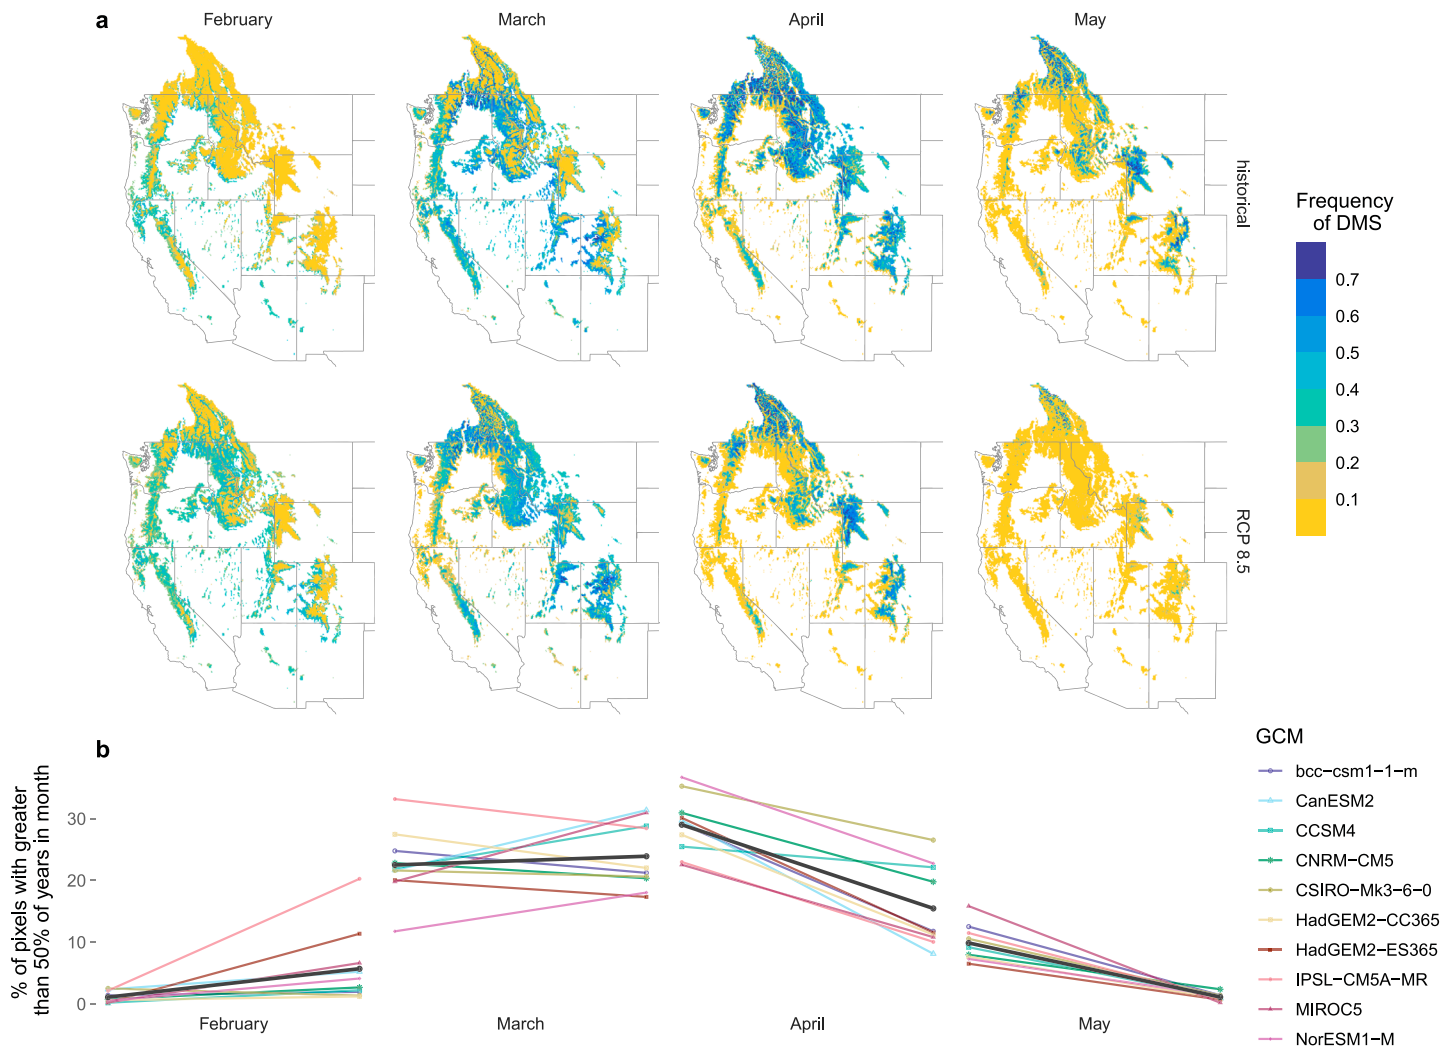 a
February
March
April
May
historical
RCP 8.5
Frequency
of DMS
0.7
0.6
0.5
0.4
0.3
0.2
0.1
b
% of pixels with greater
than 50% of years in month
30
20
10
0
February
March
April
May
GCM
bcc−csm1−1−m
CanESM2
CCSM4
CNRM−CM5
CSIRO−Mk3−6−0
HadGEM2−CC365
HadGEM2−ES365
IPSL−CM5A−MR
MIROC5
NorESM1−M